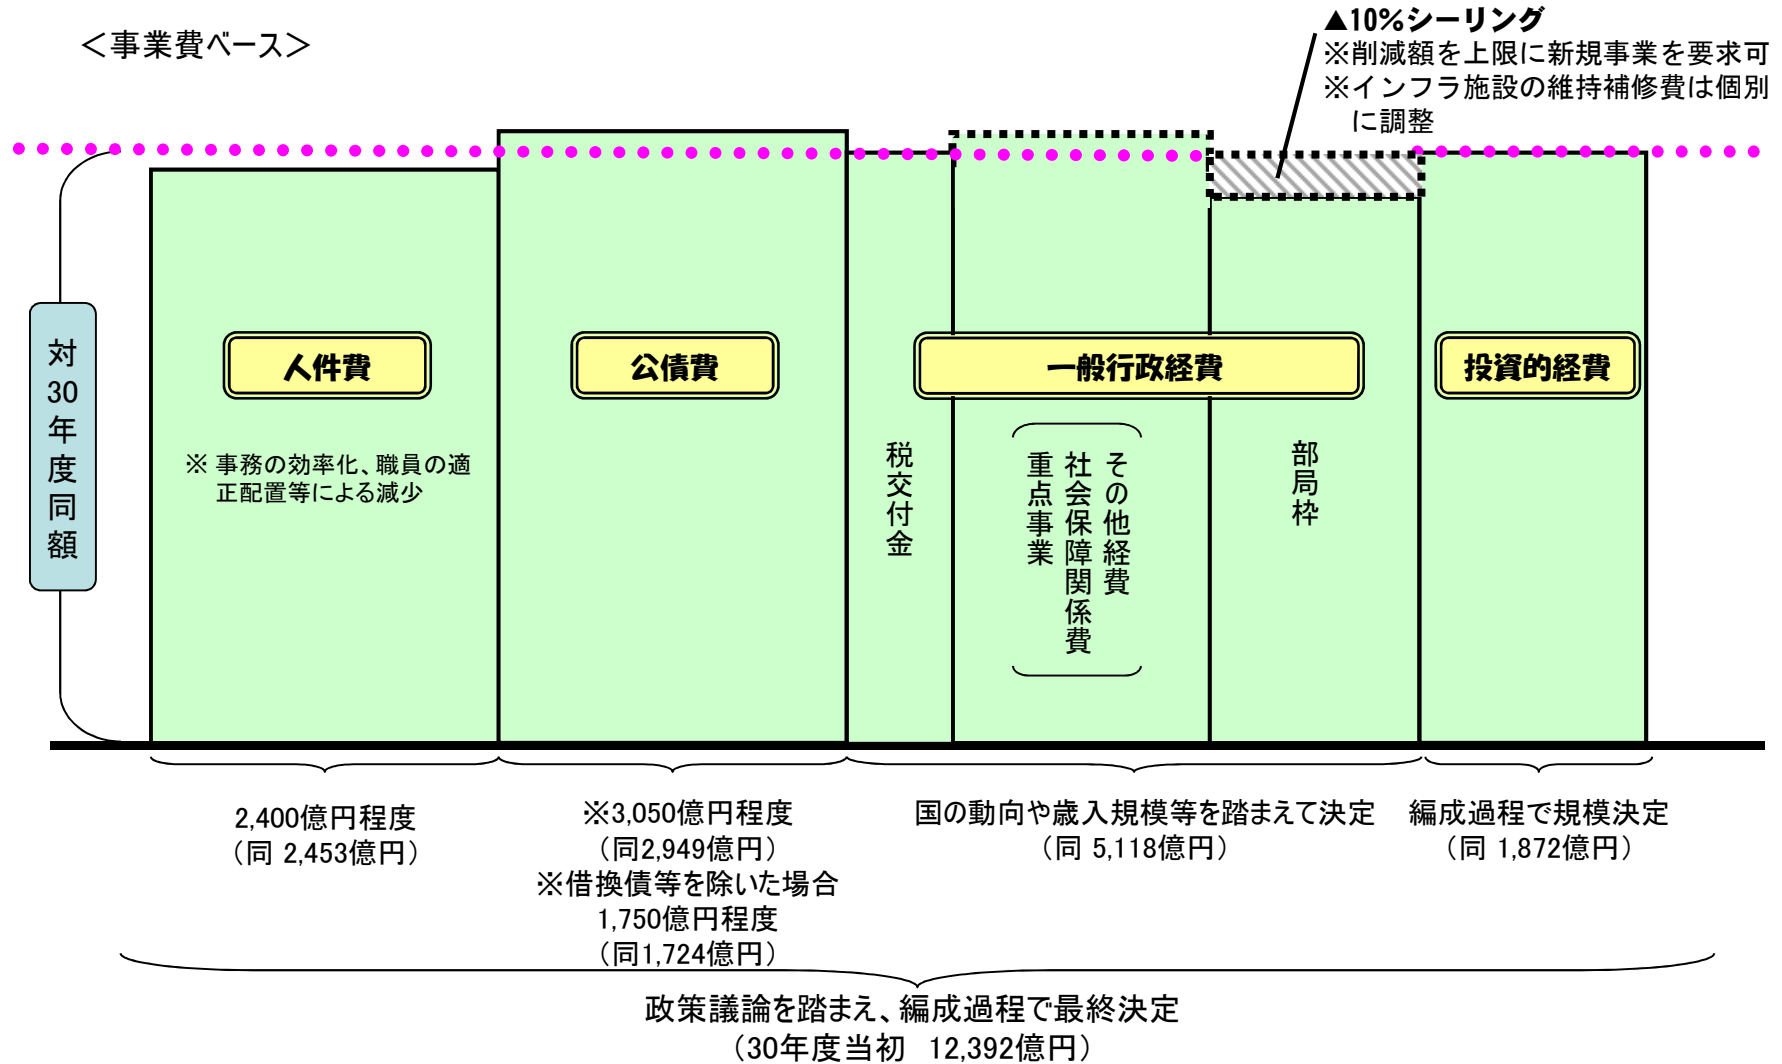 ＜事業費ベース＞
▲10%シーリング
※削減額を上限に新規事業を要求可
※インフラ施設の維持補修費は個別
に調整
対30年度同額
人件費
公債費
一般行政経費
投資的経費
※ 事務の効率化、職員の適
正配置等による減少
税交付金
その他経費
社会保障関係費
重点事業
部局枠
2,400億円程度
（同 2,453億円）
※3,050億円程度
（同2,949億円）
※借換債等を除いた場合
1,750億円程度
（同1,724億円）
国の動向や歳入規模等を踏まえて決定
（同 5,118億円）
編成過程で規模決定
（同 1,872億円）
政策議論を踏まえ、編成過程で最終決定
（30年度当初 12,392億円）